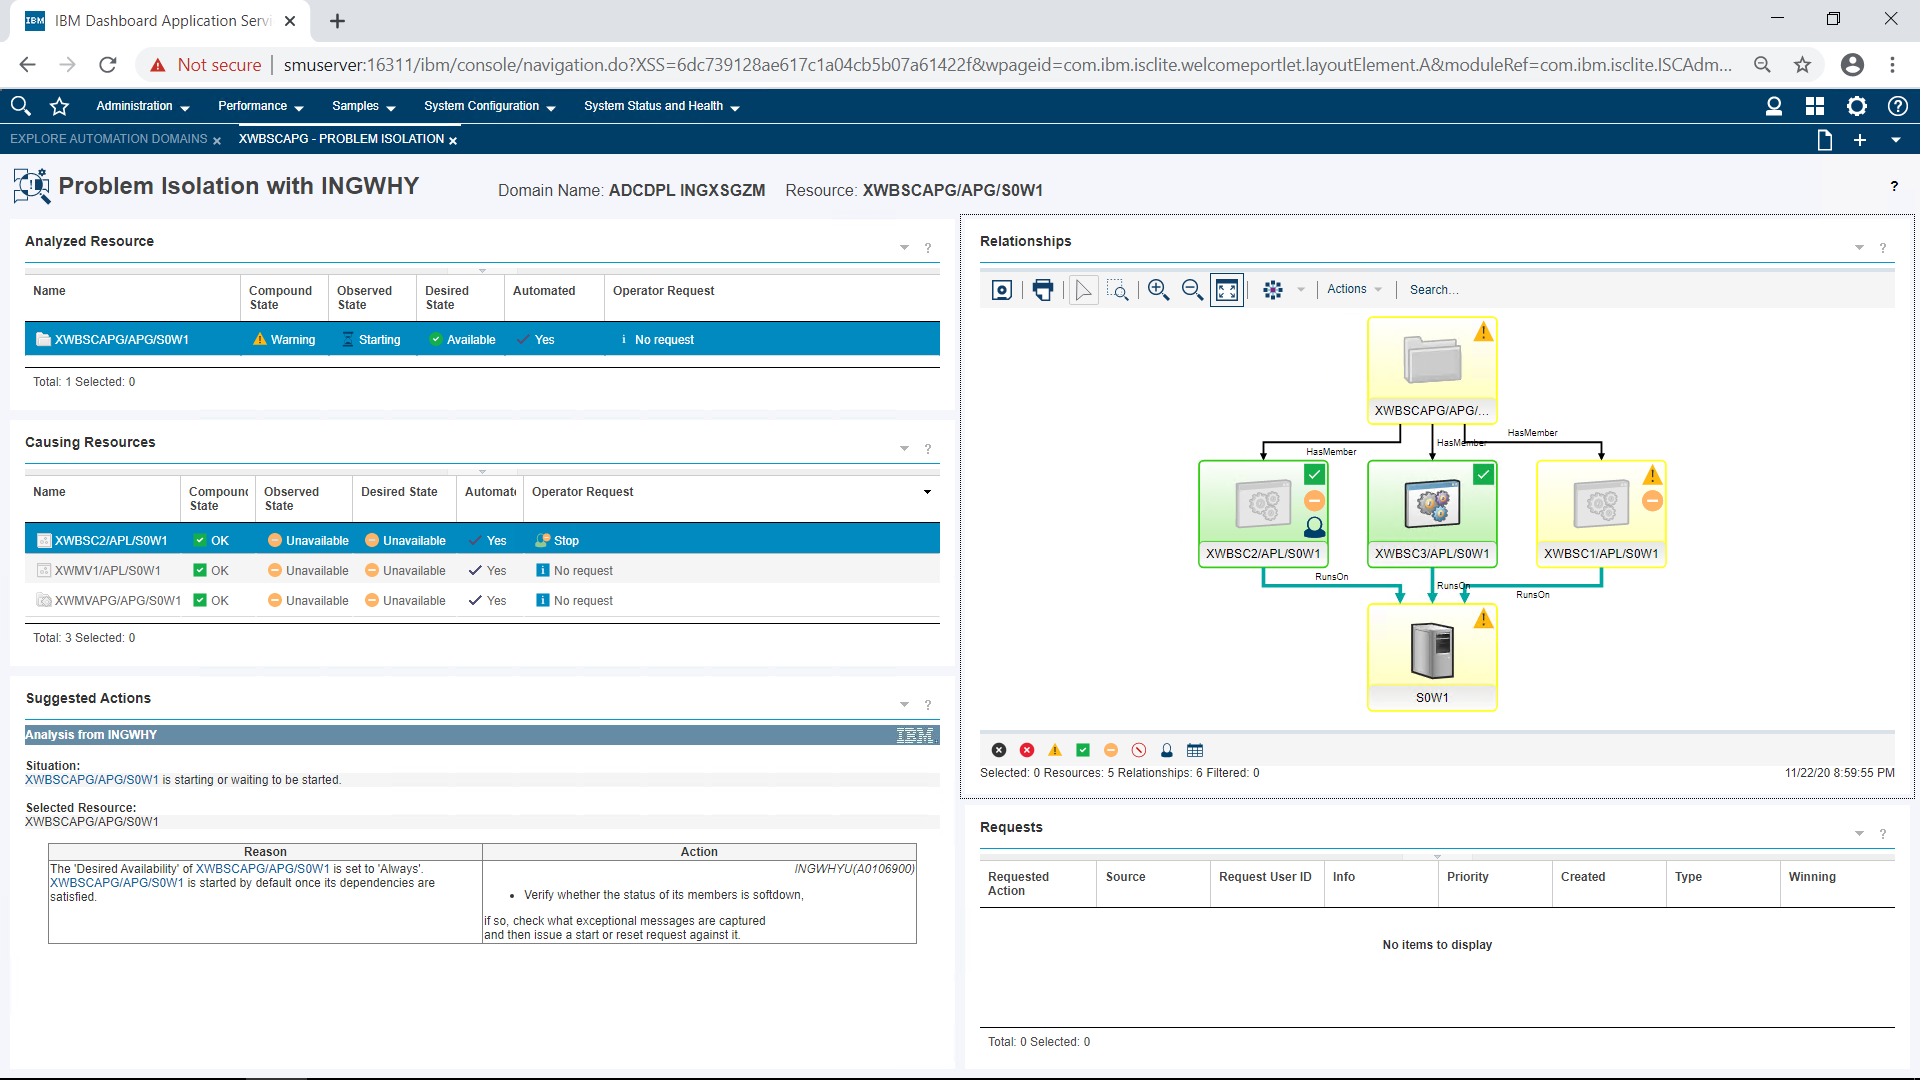 IBM
IBM Dashboard Application Servi
Not secure
smuserver:16311/ibm/console/navigation.do?XSS=6dc739128ae617c1a04cb5b07a61422f&wpageid=com.ibm.isclite.welcomeportlet.layoutElement.A&moduleRef=com.ibm.isclite.ISCAdm...
Administration
Performance
Samples
System Configuration
System Status and Health
EXPLORE AUTOMATION DOMAINS
XWBSCAPG - PROBLEM ISOLATION
Problem Isolation with INGWHY
Domain Name: ADCDPL INGXSGZM
Resource: XWBSCAPG/APG/S0W1
?
Analyzed Resource
?
Name
Compound State
Observed State
Desired State
Automated
Operator Request
XWBSCAPG/APG/S0W1
Warning
Starting
Available
Yes
No request
Total: 1 Selected: 0
Causing Resources
?
Name
Compound State
Observed State
Desired State
Automate
Operator Request
XWBSC2/APL/S0W1
OK
Unavailable
Unavailable
Yes
Stop
XWMV1/APL/S0W1
OK
Unavailable
Unavailable
Yes
No request
XWMVAPG/APG/S0W1
OK
Unavailable
Unavailable
Yes
No request
Total: 3 Selected: 0
Suggested Actions
?
Analysis from INGWHY
IBM
Situation:
XWBSCAPG/APG/S0W1 is starting or waiting to be started.
Selected Resource:
XWBSCAPG/APG/S0W1
Reason
Action
The 'Desired Availability' of XWBSCAPG/APG/S0W1 is set to 'Always'.
XWBSCAPG/APG/S0W1 is started by default once its dependencies are
satisfied.
INGWHYU(A0106900)
• Verify whether the status of its members is softdown,
if so, check what exceptional messages are captured
and then issue a start or reset request against it.
Relationships
?
Actions
Search...
XWBSCAPG/APG/...
HasMember
HasMember
HasMember
XWBSC2/APL/S0W1
XWBSC3/APL/S0W1
XWBSC1/APL/S0W1
RunsOn
RunsOn
RunsOn
S0W1
Selected: 0 Resources: 5 Relationships: 6 Filtered: 0
11/22/20 8:59:55 PM
Requests
?
Requested Action
Source
Request User ID
Info
Priority
Created
Type
Winning
No items to display
Total: 0 Selected: 0